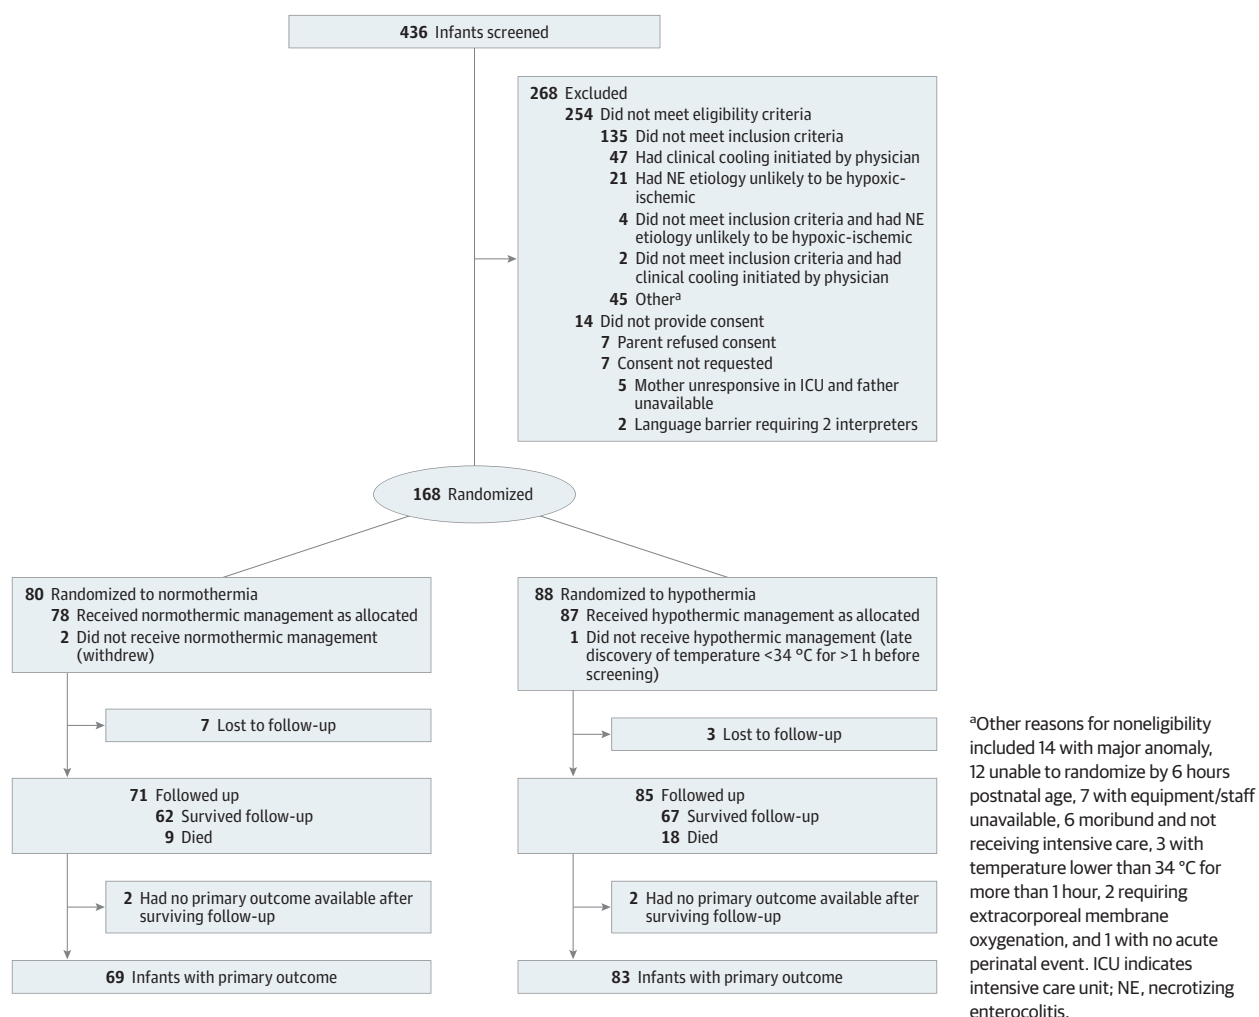 436 Infants screened
268 Excluded
254 Did not meet eligibility criteria
135 Did not meet inclusion criteria
47 Had clinical cooling initiated by physician
21 Had NE etiology unlikely to be hypoxic-
ischemic
4 Did not meet inclusion criteria and had NE
etiology unlikely to be hypoxic-ischemic
2 Did not meet inclusion criteria and had
clinical cooling initiated by physician
45 Otherᵃ
14 Did not provide consent
7 Parent refused consent
7 Consent not requested
5 Mother unresponsive in ICU and father
unavailable
2 Language barrier requiring 2 interpreters
168 Randomized
80 Randomized to normothermia
78 Received normothermic management as allocated
2 Did not receive normothermic management
(withdrew)
88 Randomized to hypothermia
87 Received hypothermic management as allocated
1 Did not receive hypothermic management (late
discovery of temperature <34 °C for >1 h before
screening)
7 Lost to follow-up
3 Lost to follow-up
71 Followed up
62 Survived follow-up
9 Died
85 Followed up
67 Survived follow-up
18 Died
2 Had no primary outcome available after
surviving follow-up
2 Had no primary outcome available after
surviving follow-up
69 Infants with primary outcome
83 Infants with primary outcome
ᵃOther reasons for noneligibility
included 14 with major anomaly,
12 unable to randomize by 6 hours
postnatal age, 7 with equipment/staff
unavailable, 6 moribund and not
receiving intensive care, 3 with
temperature lower than 34 °C for
more than 1 hour, 2 requiring
extracorporeal membrane
oxygenation, and 1 with no acute
perinatal event. ICU indicates
intensive care unit; NE, necrotizing
enterocolitis.